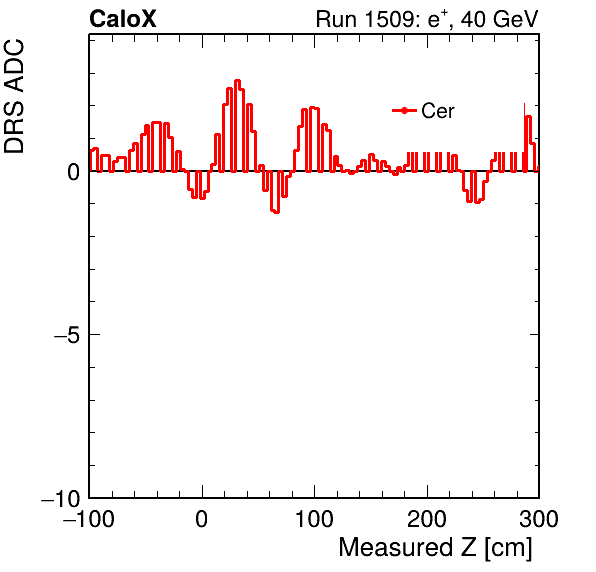 CaloX Run 1509: e+, 40 GeV
DRS ADC
Cer
0
−5
−10
−100 0 100 200 300
Measured Z [cm]